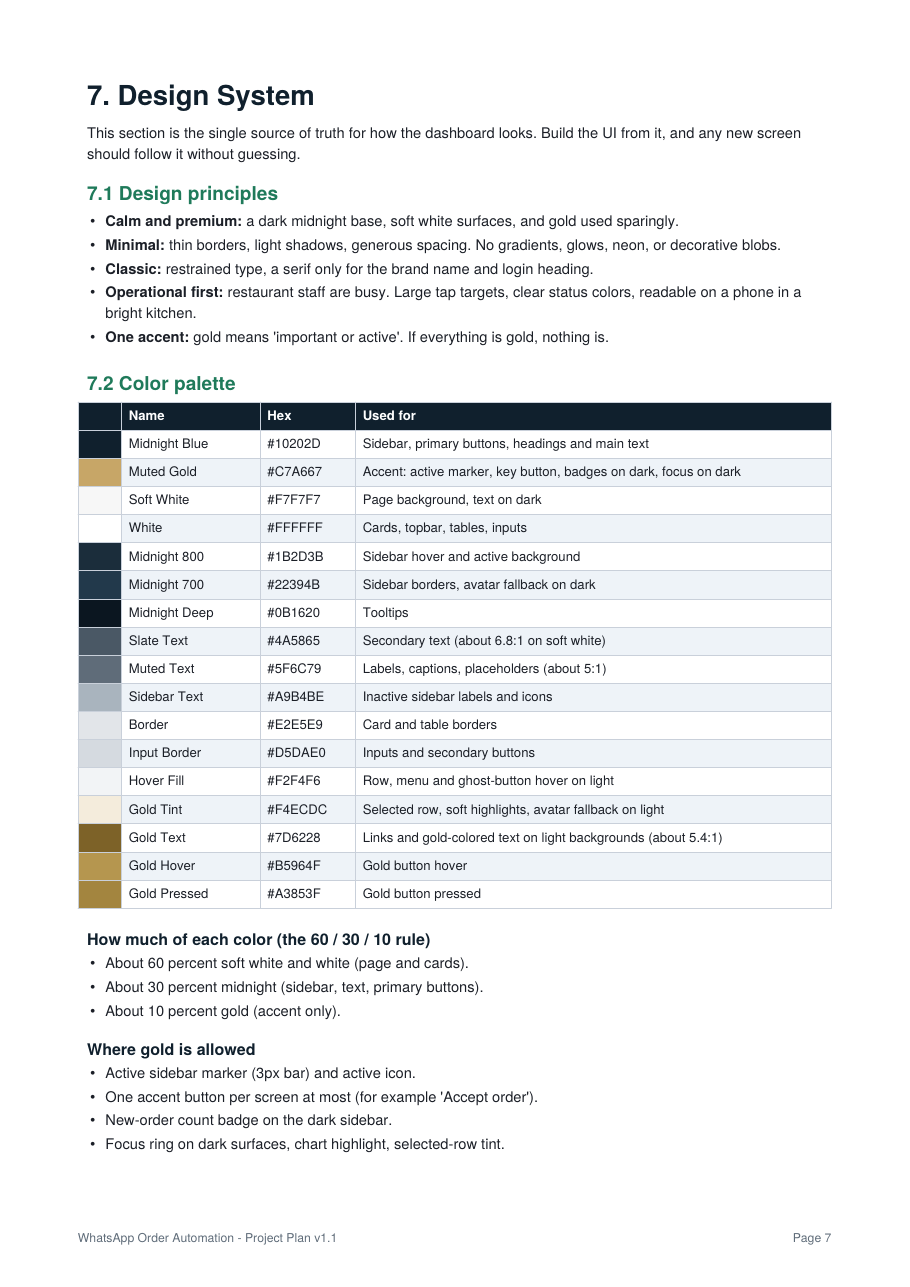 7. Design System
This section is the single source of truth for how the dashboard looks. Build the UI from it, and any new screen
should follow it without guessing.
7.1 Design principles
• Calm and premium: a dark midnight base, soft white surfaces, and gold used sparingly.
• Minimal: thin borders, light shadows, generous spacing. No gradients, glows, neon, or decorative blobs.
• Classic: restrained type, a serif only for the brand name and login heading.
• Operational first: restaurant staff are busy. Large tap targets, clear status colors, readable on a phone in a
bright kitchen.
• One accent: gold means 'important or active'. If everything is gold, nothing is.
7.2 Color palette
Name Hex Used for
Midnight Blue #10202D Sidebar, primary buttons, headings and main text
Muted Gold #C7A667 Accent: active marker, key button, badges on dark, focus on dark
Soft White #F7F7F7 Page background, text on dark
White #FFFFFF Cards, topbar, tables, inputs
Midnight 800 #1B2D3B Sidebar hover and active background
Midnight 700 #22394B Sidebar borders, avatar fallback on dark
Midnight Deep #0B1620 Tooltips
Slate Text #4A5865 Secondary text (about 6.8:1 on soft white)
Muted Text #5F6C79 Labels, captions, placeholders (about 5:1)
Sidebar Text #A9B4BE Inactive sidebar labels and icons
Border #E2E5E9 Card and table borders
Input Border #D5DAE0 Inputs and secondary buttons
Hover Fill #F2F4F6 Row, menu and ghost-button hover on light
Gold Tint #F4ECDC Selected row, soft highlights, avatar fallback on light
Gold Text #7D6228 Links and gold-colored text on light backgrounds (about 5.4:1)
Gold Hover #B5964F Gold button hover
Gold Pressed #A3853F Gold button pressed
How much of each color (the 60 / 30 / 10 rule)
• About 60 percent soft white and white (page and cards).
• About 30 percent midnight (sidebar, text, primary buttons).
• About 10 percent gold (accent only).
Where gold is allowed
• Active sidebar marker (3px bar) and active icon.
• One accent button per screen at most (for example 'Accept order').
• New-order count badge on the dark sidebar.
• Focus ring on dark surfaces, chart highlight, selected-row tint.
WhatsApp Order Automation - Project Plan v1.1 Page 7